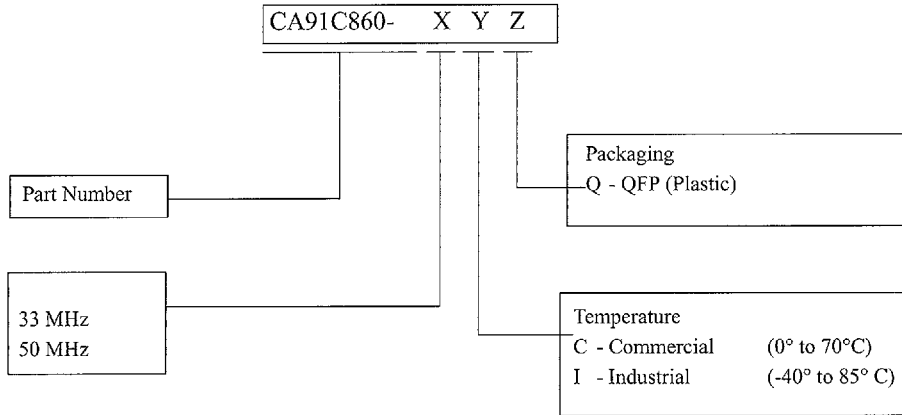 CA91C860- X Y Z
Packaging
Q - QFP (Plastic)
Part Number
33 MHz
50 MHz
Temperature
C - Commercial (0° to 70°C)
I - Industrial (-40° to 85° C)